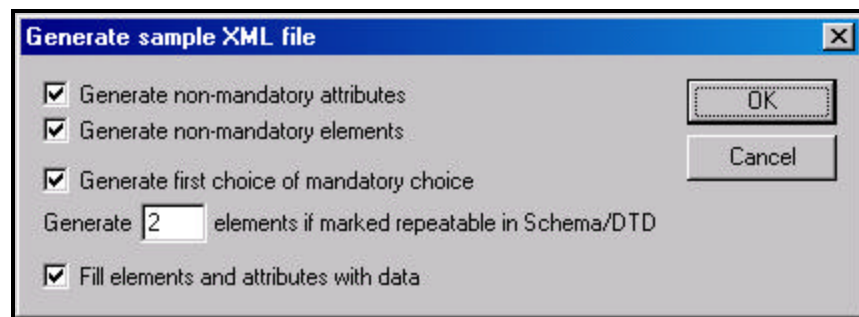 Generate sample XML file
Generate non-mandatory attributes
OK
Generate non-mandatory elements
Cancel
Generate first choice of mandatory choice
Generate 2 elements if marked repeatable in Schema/DTD
Fill elements and attributes with data